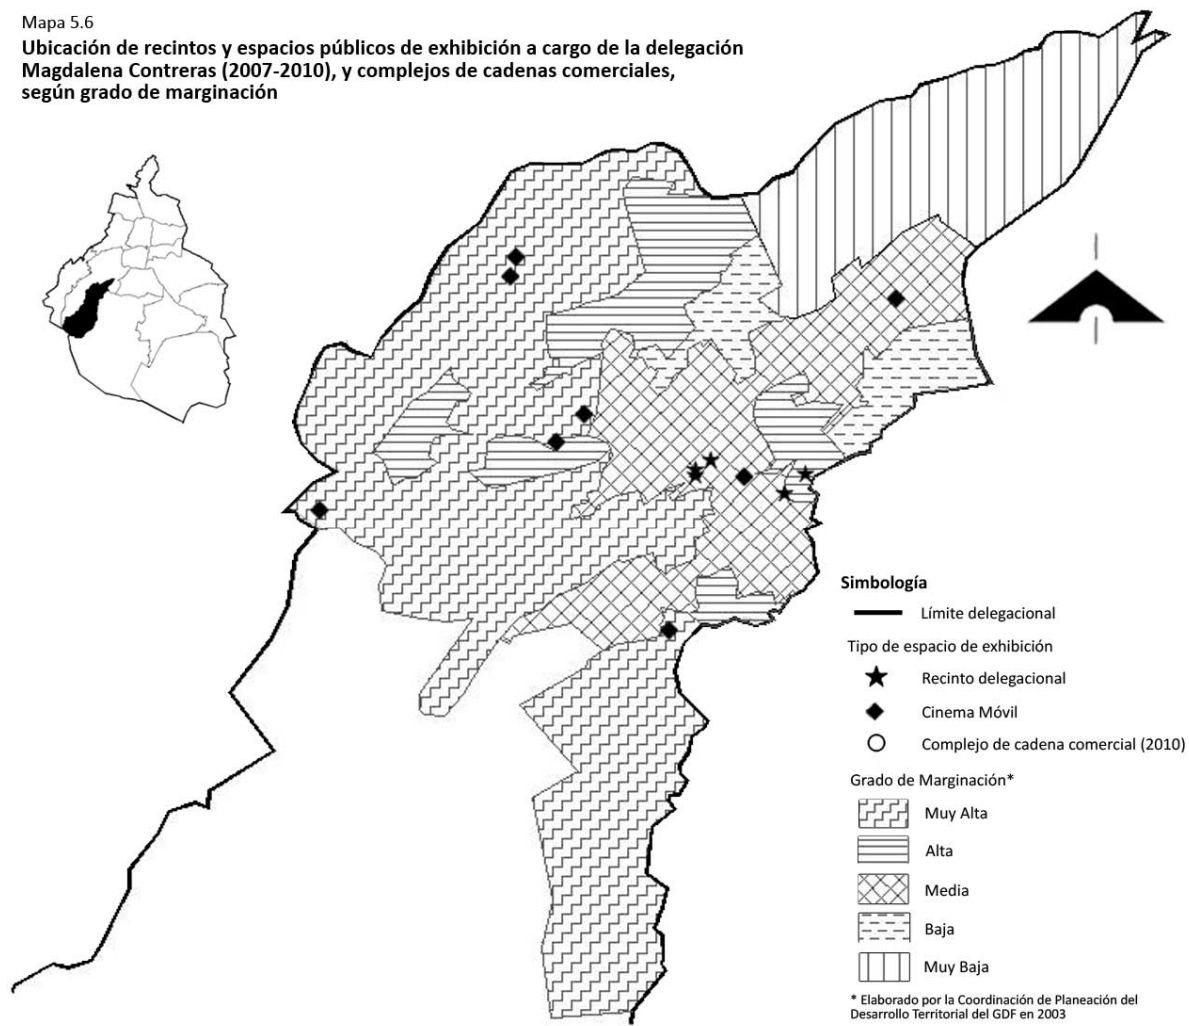 Mapa 5.6
Ubicación de recintos y espacios públicos de exhibición a cargo de la delegación
Magdalena Contreras (2007-2010), y complejos de cadenas comerciales,
según grado de marginación
Simbología
Límite delegacional
Tipo de espacio de exhibición
Recinto delegacional
Cinema Móvil
Complejo de cadena comercial (2010)
Grado de Marginación*
Muy Alta
Alta
Media
Baja
Muy Baja
* Elaborado por la Coordinación de Planeación del
Desarrollo Territorial del GDF en 2003